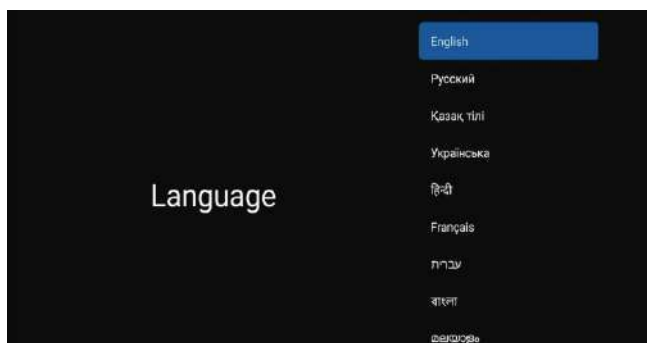 Language
English
Русский
Қазақ тілі
Українська
हिन्दी
Français
עברית
বাংলা
മലയാളം